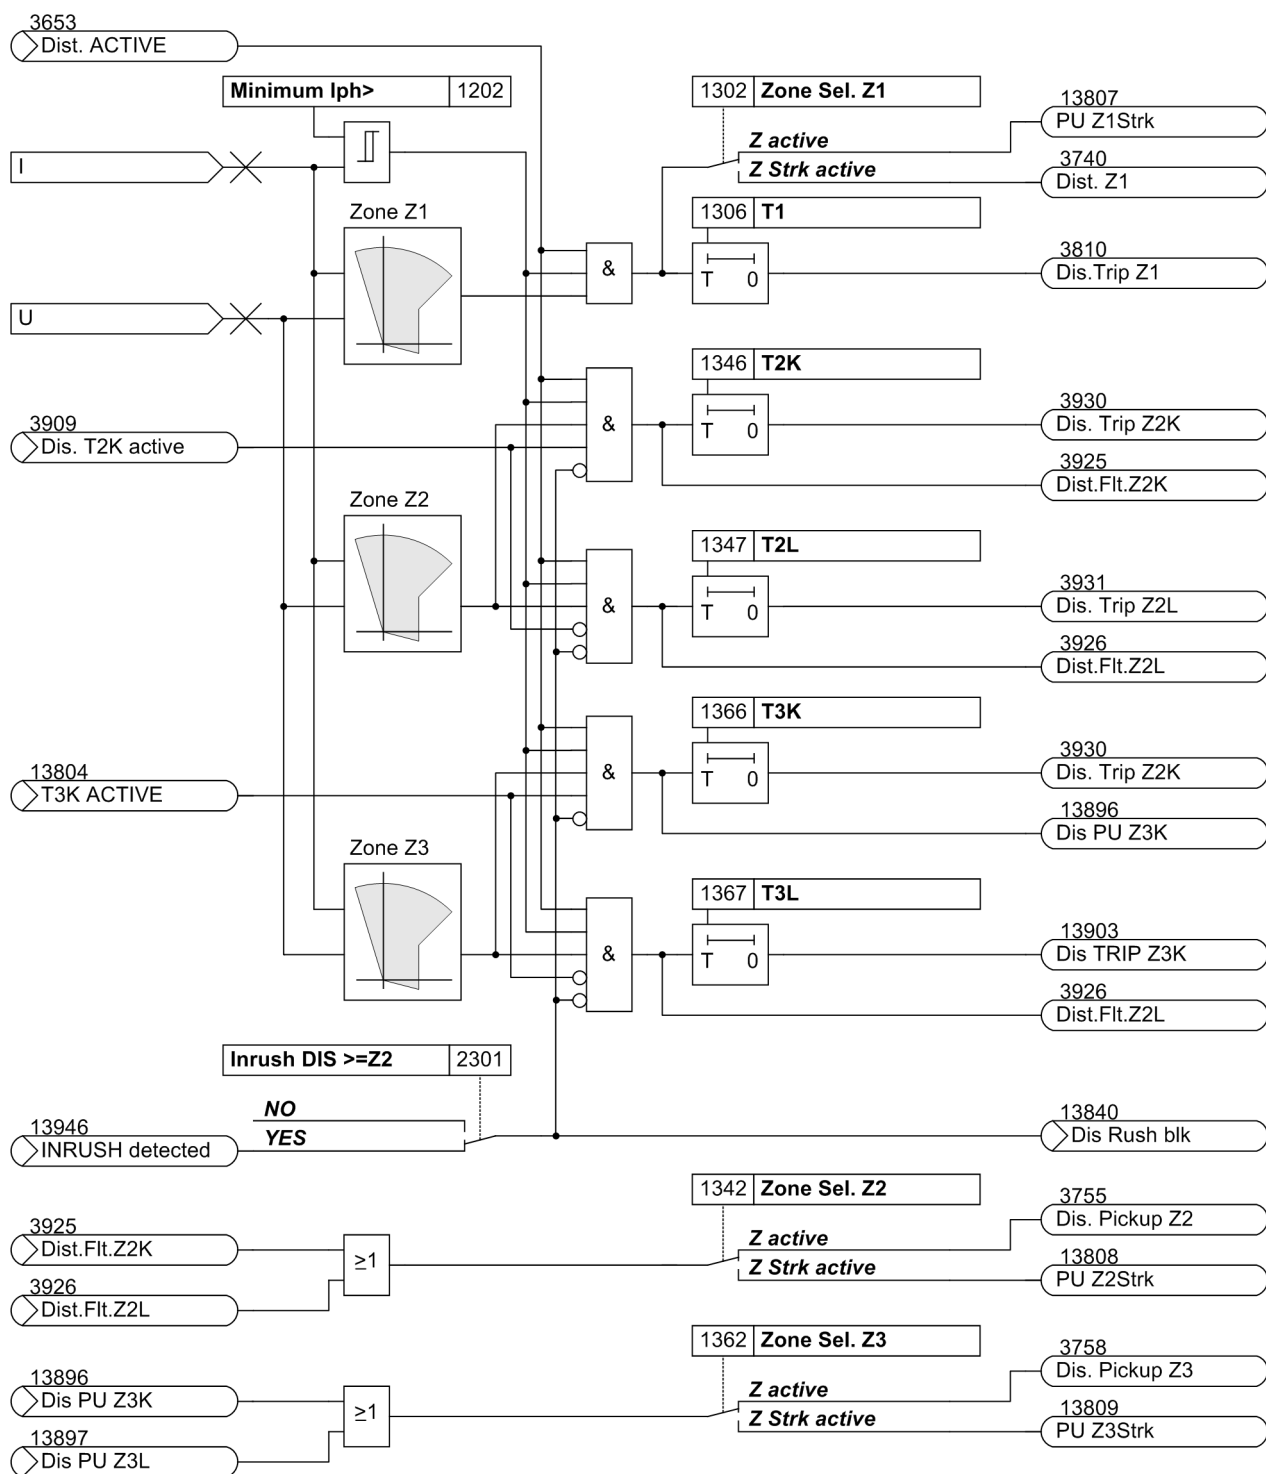 3653
Dist. ACTIVE
Minimum Iph> 1202
1302 Zone Sel. Z1
13807
PU Z1Strk
Z active
I
Z Strk active
3740
Dist. Z1
Zone Z1
1306 T1
&
T 0
3810
Dis.Trip Z1
U
1346 T2K
3909
Dis. T2K active
&
T 0
3930
Dis. Trip Z2K
3925
Dist.Flt.Z2K
Zone Z2
1347 T2L
&
T 0
3931
Dis. Trip Z2L
3926
Dist.Flt.Z2L
1366 T3K
13804
T3K ACTIVE
&
T 0
3930
Dis. Trip Z2K
13896
Dis PU Z3K
Zone Z3
1367 T3L
&
T 0
13903
Dis TRIP Z3K
3926
Dist.Flt.Z2L
Inrush DIS >=Z2 2301
NO
YES
13946
INRUSH detected
13840
Dis Rush blk
1342 Zone Sel. Z2
3755
Dis. Pickup Z2
3925
Dist.Flt.Z2K
≥1
Z active
Z Strk active
13808
PU Z2Strk
3926
Dist.Flt.Z2L
1362 Zone Sel. Z3
3758
Dis. Pickup Z3
13896
Dis PU Z3K
≥1
Z active
Z Strk active
13809
PU Z3Strk
13897
Dis PU Z3L